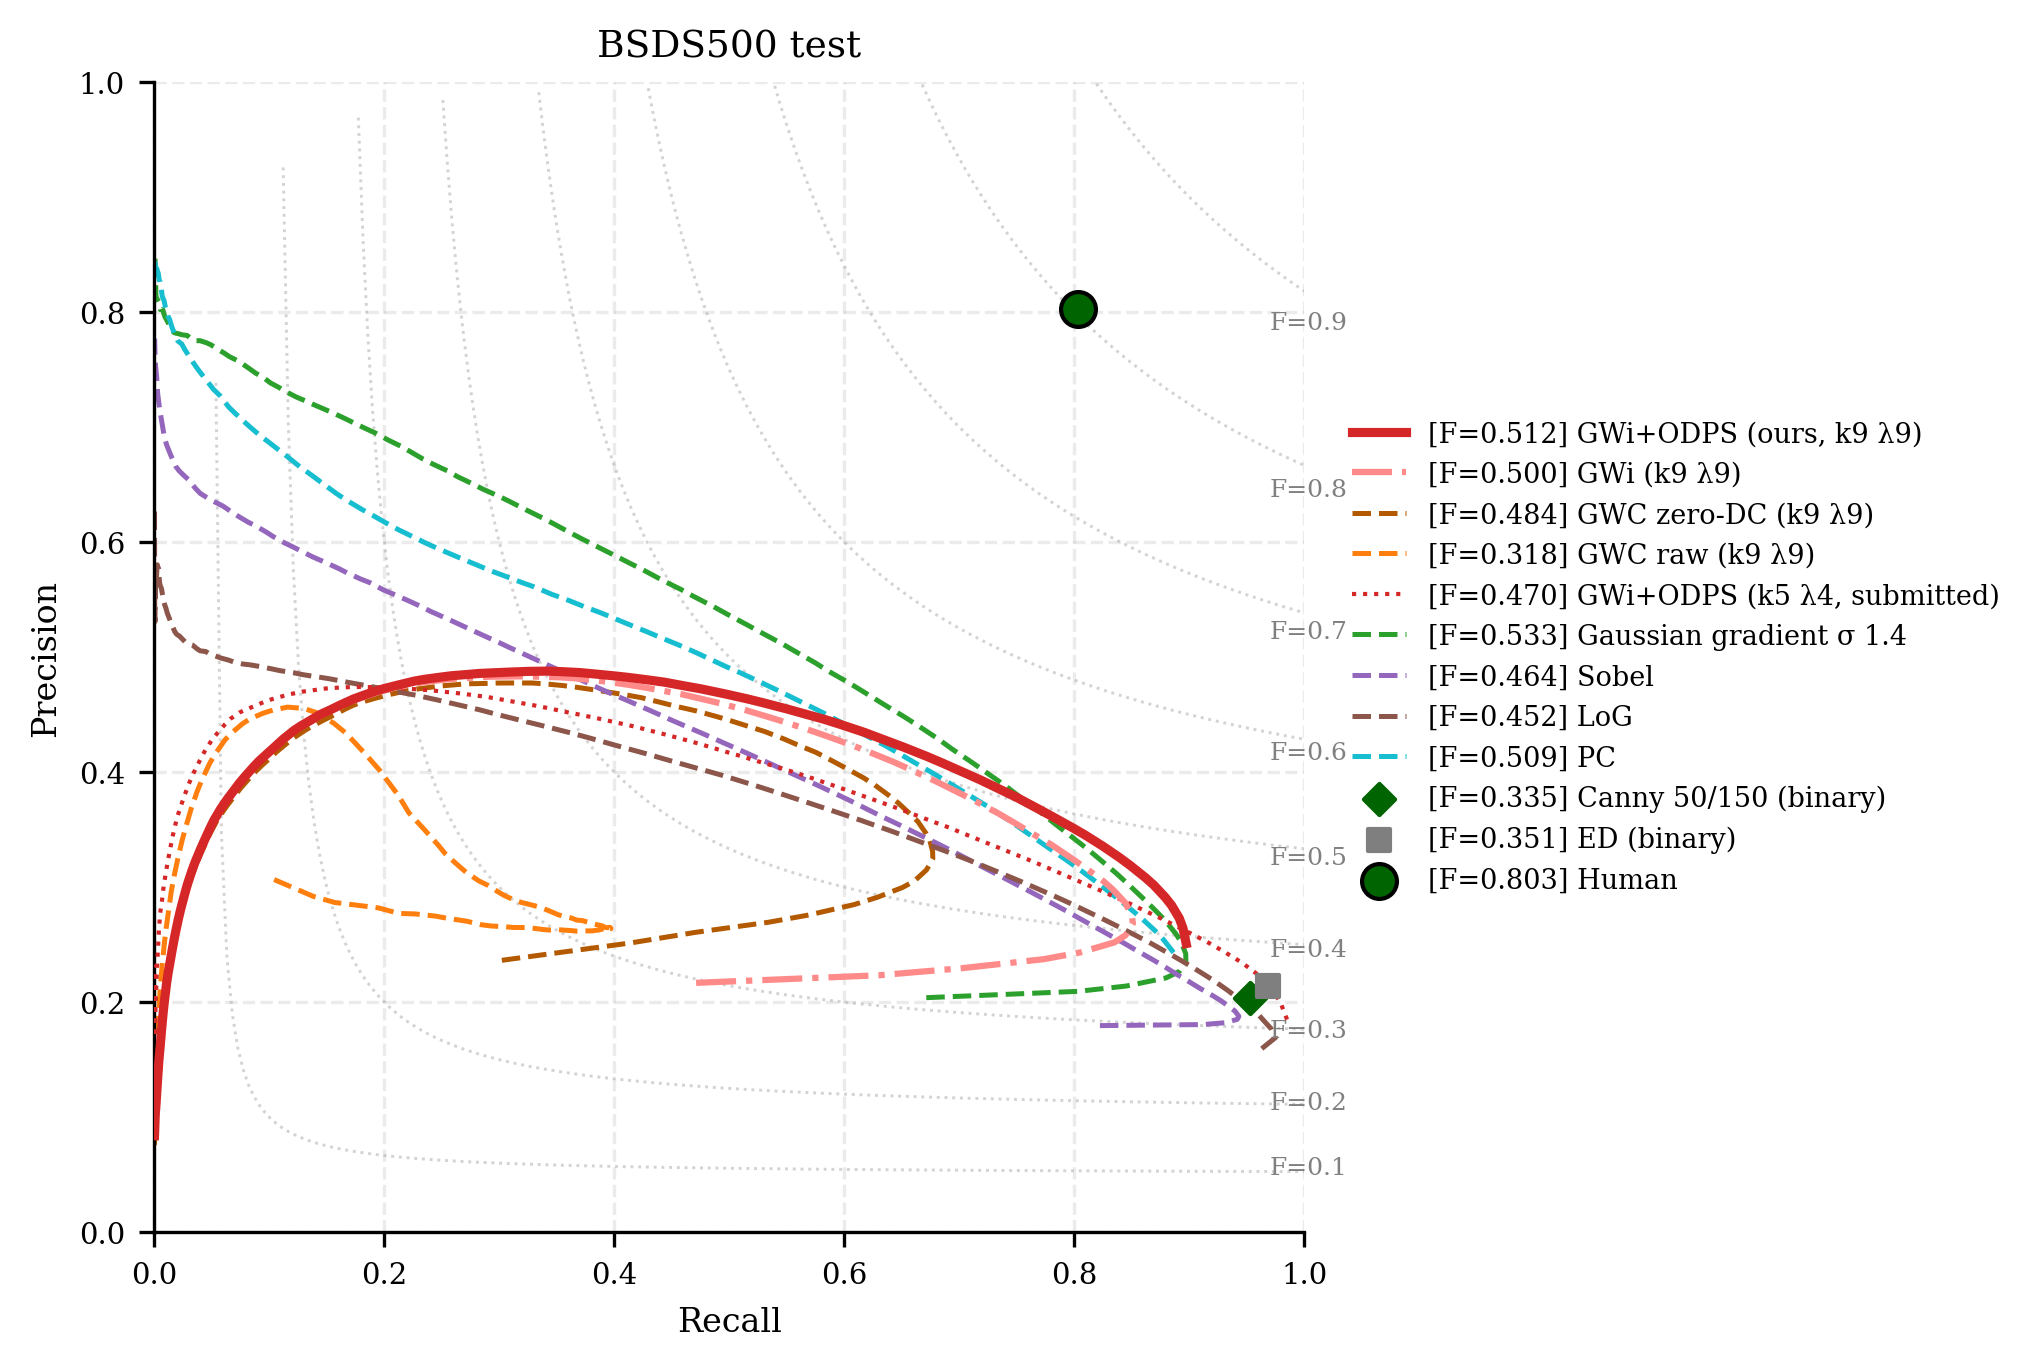 BSDS500 test
1.0
0.8
0.6
0.4
0.2
0.0
Precision
0.0 0.2 0.4 0.6 0.8 1.0
Recall
F=0.9
F=0.8
F=0.7
F=0.6
F=0.5
F=0.4
F=0.3
F=0.2
F=0.1
[F=0.512] GWi+ODPS (ours, k9 λ9)
[F=0.500] GWi (k9 λ9)
[F=0.484] GWC zero-DC (k9 λ9)
[F=0.318] GWC raw (k9 λ9)
[F=0.470] GWi+ODPS (k5 λ4, submitted)
[F=0.533] Gaussian gradient σ 1.4
[F=0.464] Sobel
[F=0.452] LoG
[F=0.509] PC
[F=0.335] Canny 50/150 (binary)
[F=0.351] ED (binary)
[F=0.803] Human